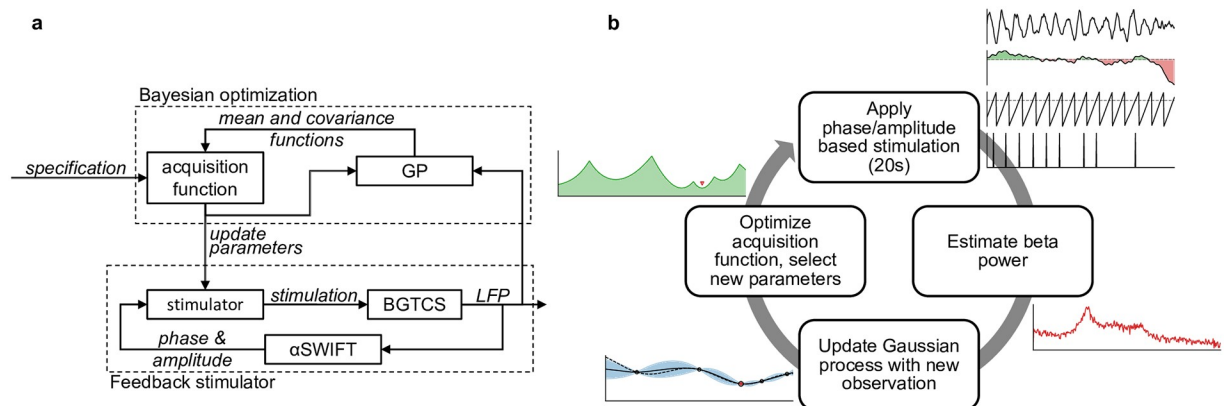 a
Bayesian optimization
mean and covariance
functions
specification
acquisition
function
GP
update
parameters
stimulator
stimulation
BGTCS
LFP
phase &
amplitude
αSWIFT
Feedback stimulator
b
Apply
phase/amplitude
based stimulation
(20s)
Estimate beta
power
Update Gaussian
process with new
observation
Optimize
acquisition
function, select
new parameters